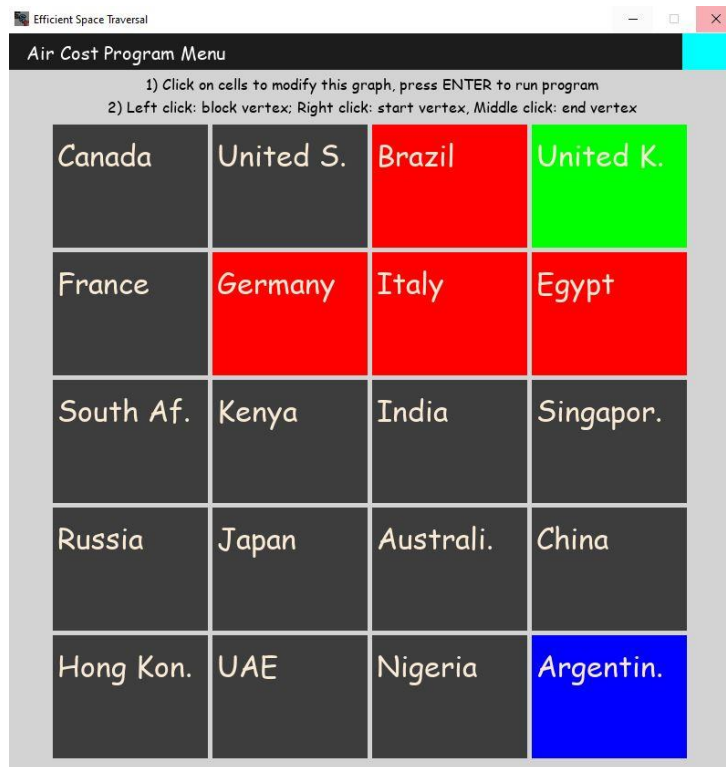 Efficient Space Traversal
Air Cost Program Menu
1) Click on cells to modify this graph, press ENTER to run program
2) Left click: block vertex; Right click: start vertex, Middle click: end vertex
Canada United S. Brazil United K.
France Germany Italy Egypt
South Af. Kenya India Singapor.
Russia Japan Australi. China
Hong Kon. UAE Nigeria Argentin.